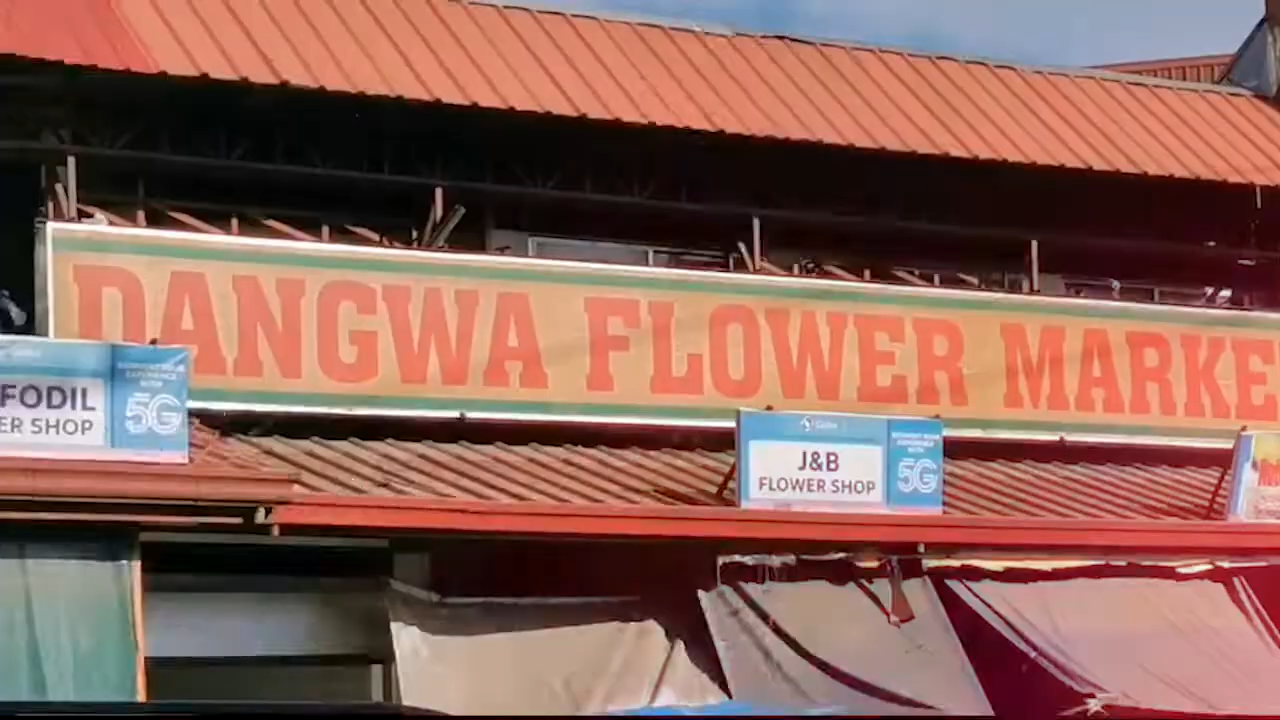 DANGWA FLOWER MARKE
FODIL
ER SHOP
5G
J&B
FLOWER SHOP
5G